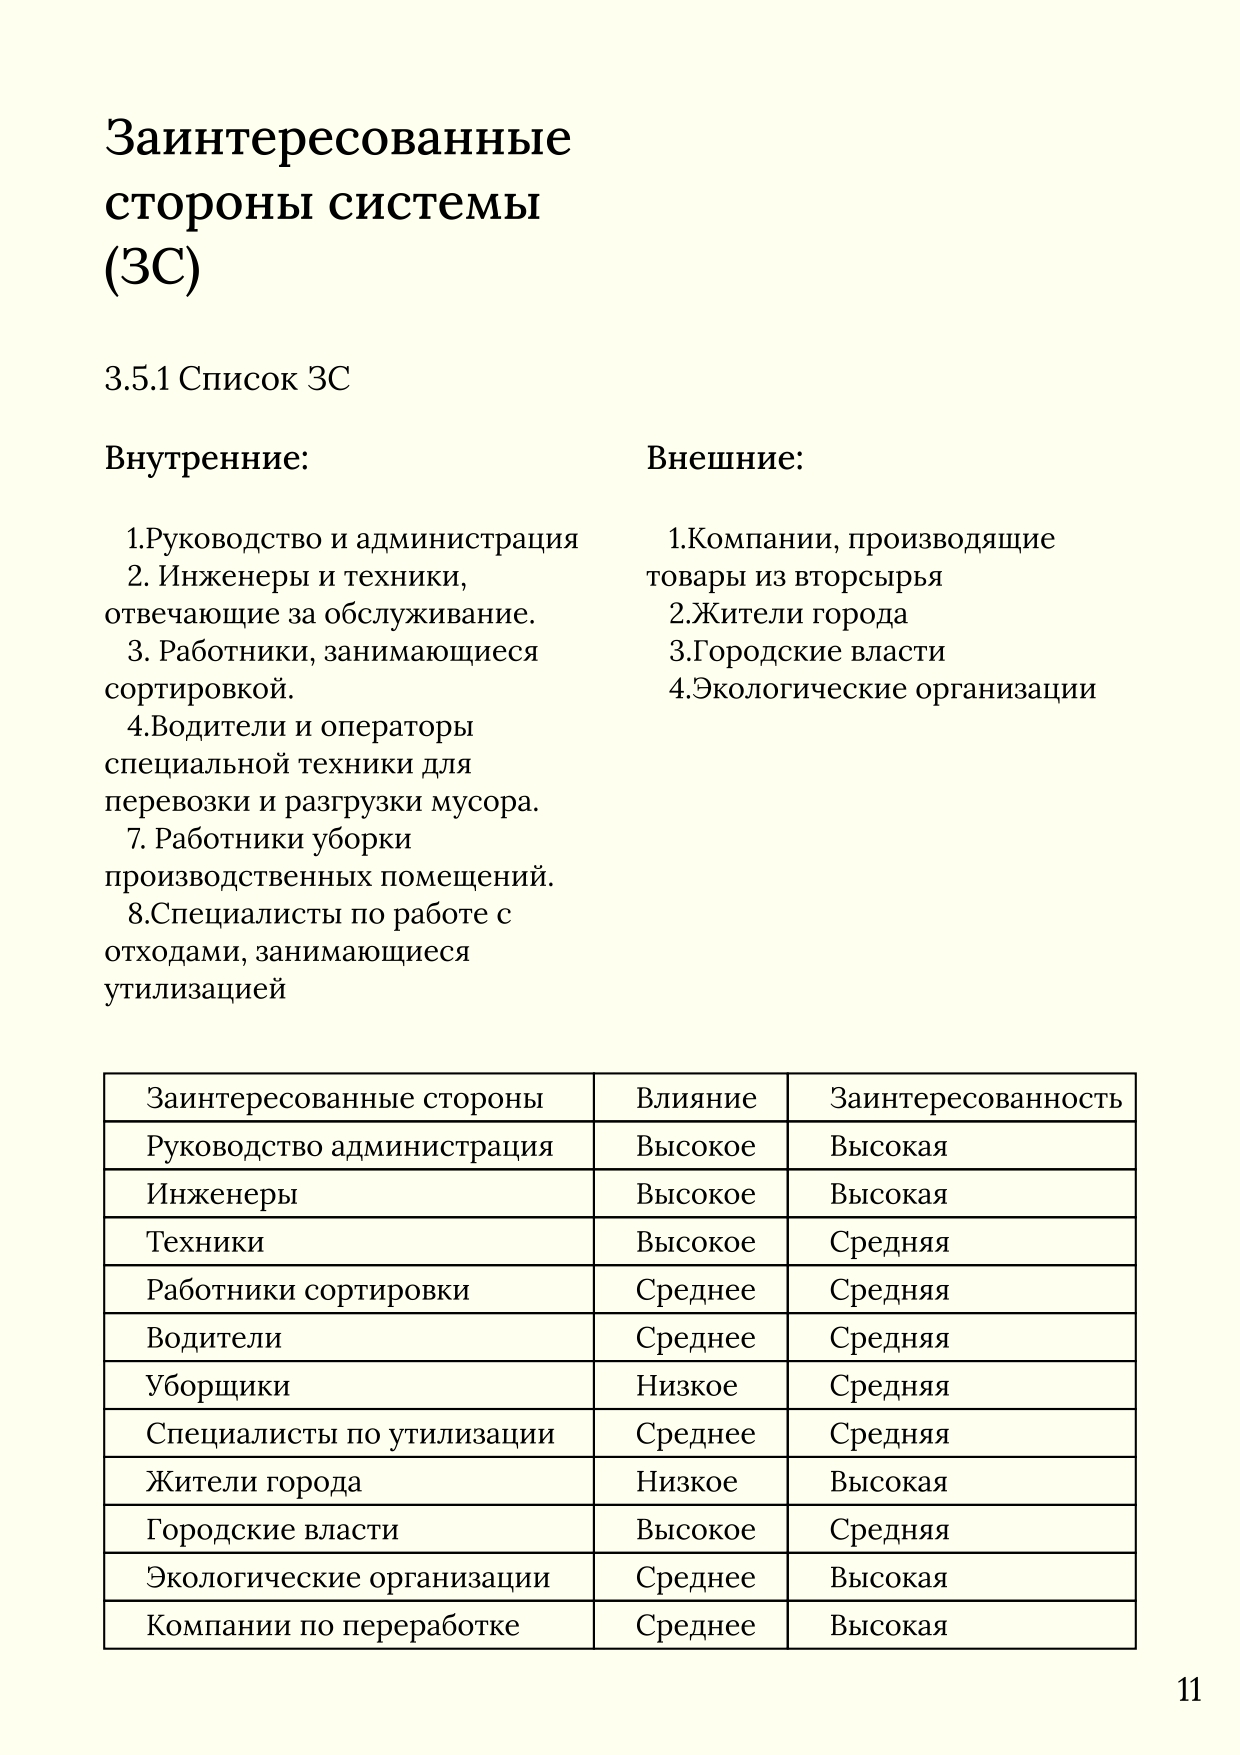 Заинтересованные
стороны системы
(ЗС)
3.5.1 Список ЗС
Внутренние:
1.Руководство и администрация
2. Инженеры и техники,
отвечающие за обслуживание.
3. Работники, занимающиеся
сортировкой.
4.Водители и операторы
специальной техники для
перевозки и разгрузки мусора.
7. Работники уборки
производственных помещений.
8.Специалисты по работе с
отходами, занимающиеся
утилизацией
Внешние:
1.Компании, производящие
товары из вторсырья
2.Жители города
3.Городские власти
4.Экологические организации
Заинтересованные стороны Влияние Заинтересованность
Руководство администрация Высокое Высокая
Инженеры Высокое Высокая
Техники Высокое Средняя
Работники сортировки Среднее Средняя
Водители Среднее Средняя
Уборщики Низкое Средняя
Специалисты по утилизации Среднее Средняя
Жители города Низкое Высокая
Городские власти Высокое Средняя
Экологические организации Среднее Высокая
Компании по переработке Среднее Высокая
11